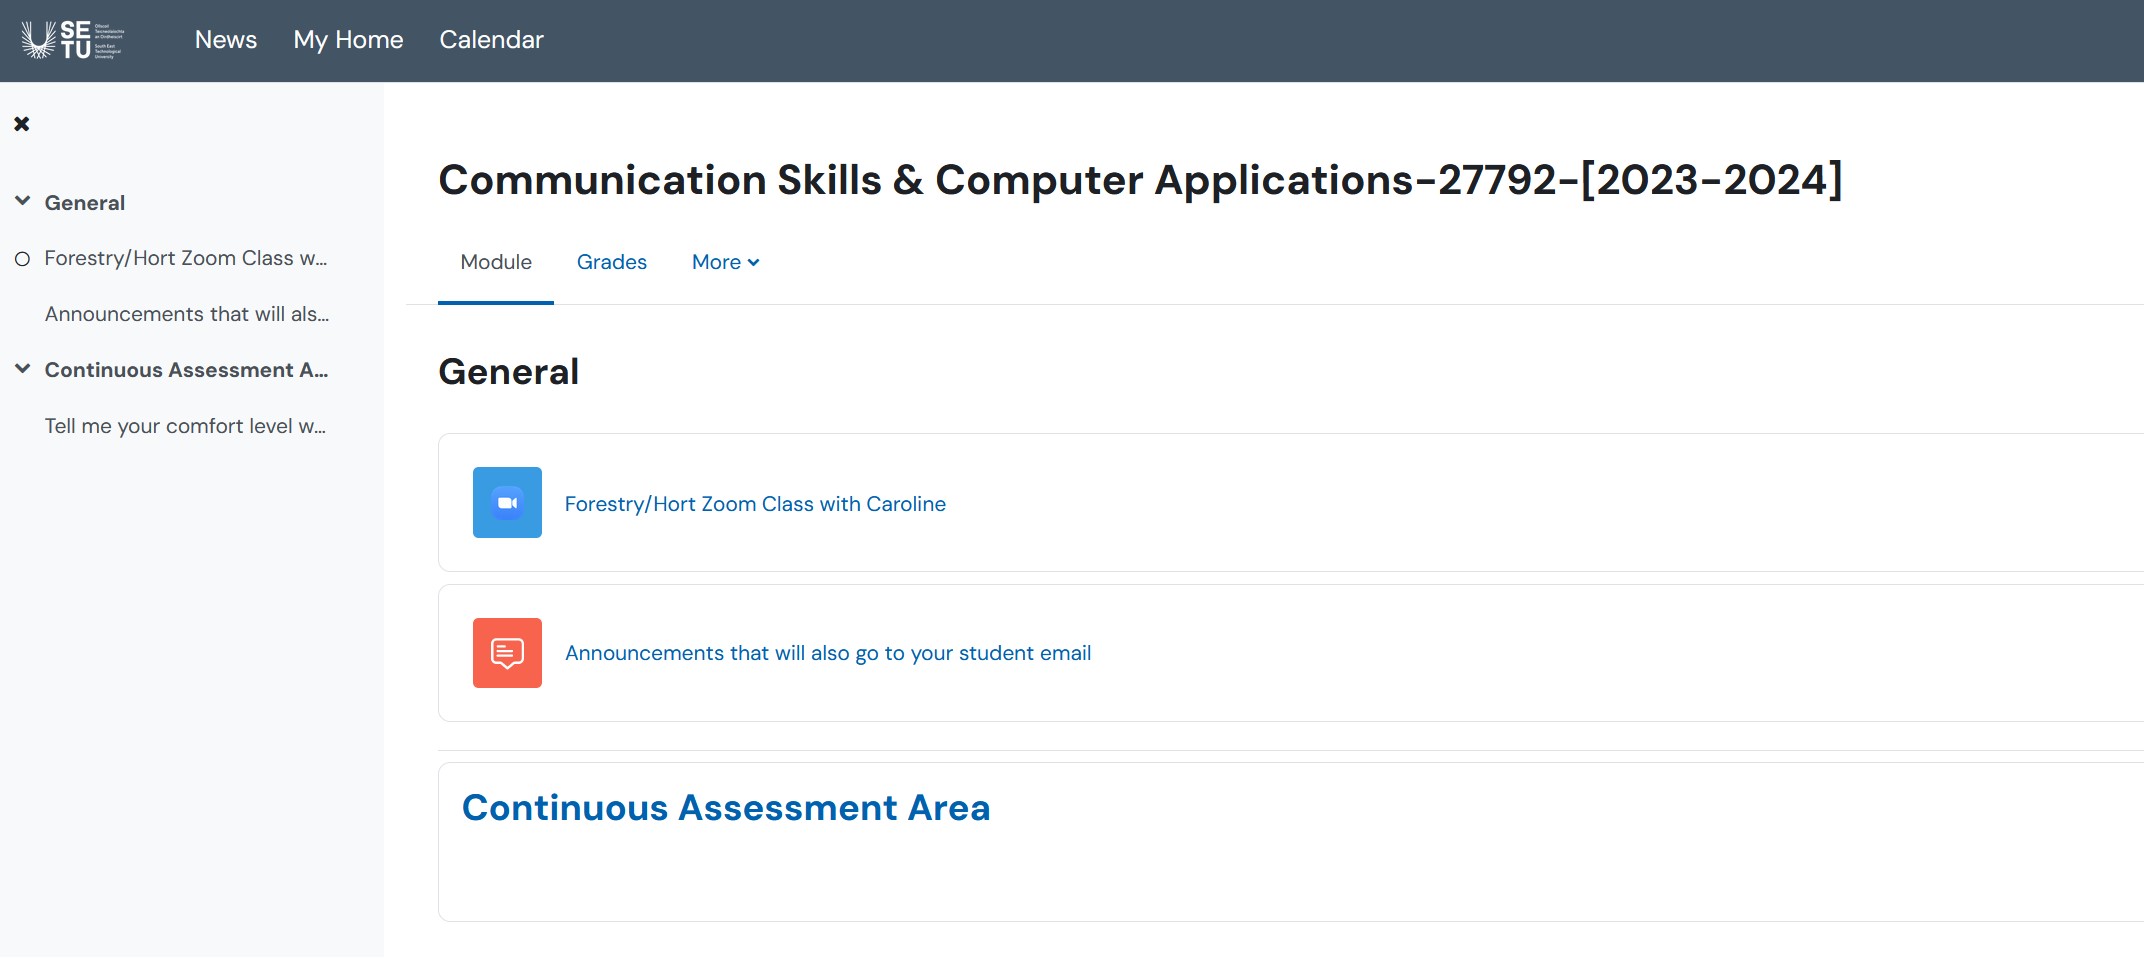 SE
TU
News
My Home
Calendar
General
Forestry/Hort Zoom Class w...
Announcements that will als...
Continuous Assessment A...
Tell me your comfort level w...
Communication Skills & Computer Applications-27792-[2023-2024]
Module
Grades
More
General
Forestry/Hort Zoom Class with Caroline
Announcements that will also go to your student email
Continuous Assessment Area